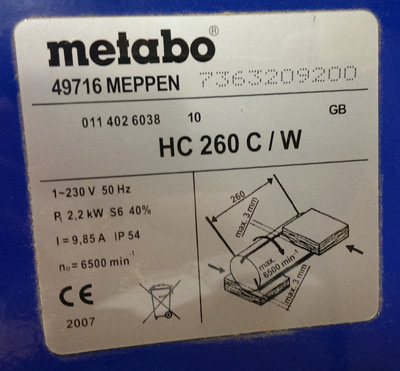 metabo®
49716 MEPPEN 7363209200
011 402 6038 10 GB
HC 260 C / W
1~230 V 50 Hz
P₁ 2,2 kW S6 40%
I = 9,85 A IP 54
n₀ = 6500 min⁻¹
CE
2007
260
max. 3 mm
max.
6500 min⁻¹
max. 3 mm